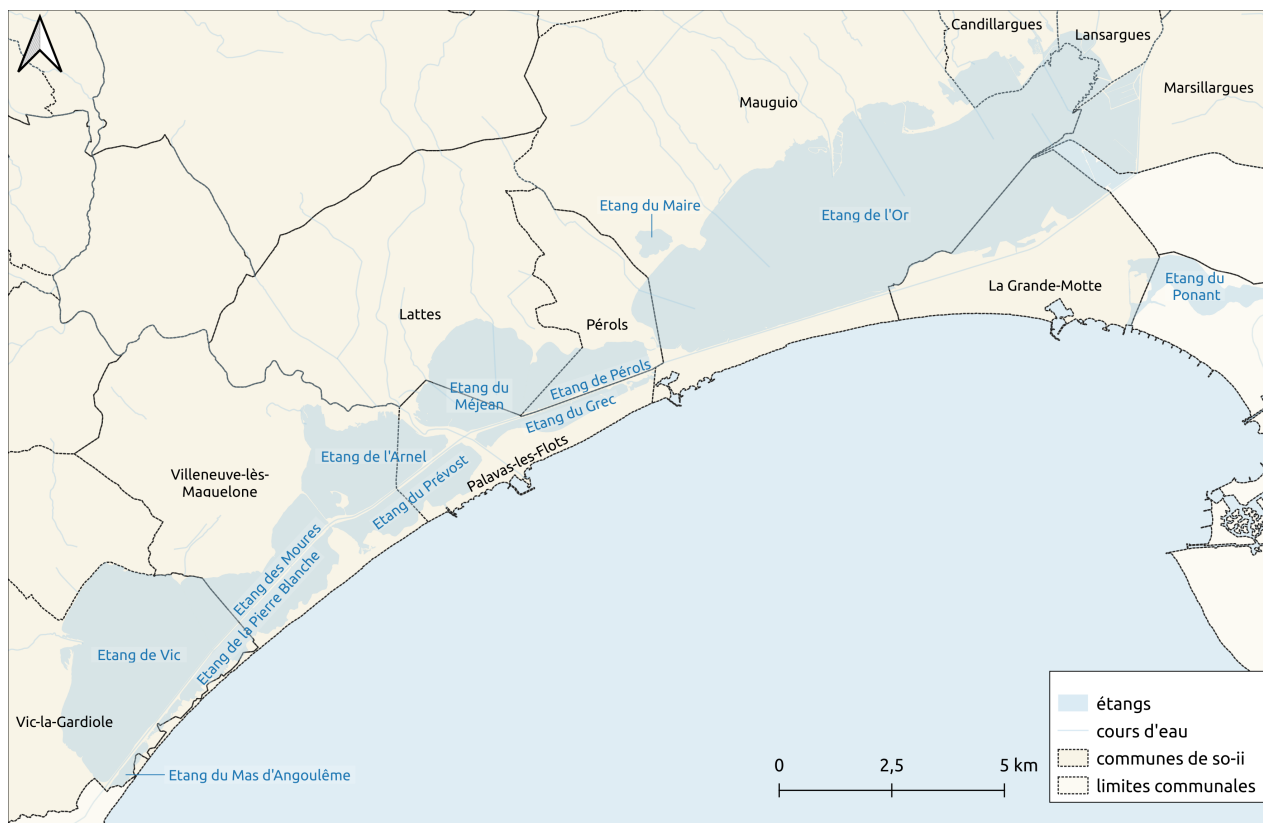 Candillargues
Lansargues
Marsillargues
Mauguio
Etang du Maire
Etang de l'Or
La Grande-Motte
Etang du
Ponant
Lattes
Pérols
Etang de Pérols
Etang du
Méjean
Etang du Grec
Palavas-les-Flots
Etang de l'Arnel
Etang du Prévost
Villeneuve-lès-
Maguelone
Etang des Moures
Etang de la Pierre Blanche
Etang de Vic
Vic-la-Gardiole
Etang du Mas d'Angoulême
0
2,5
5 km
étangs
cours d'eau
communes de so-ii
limites communales